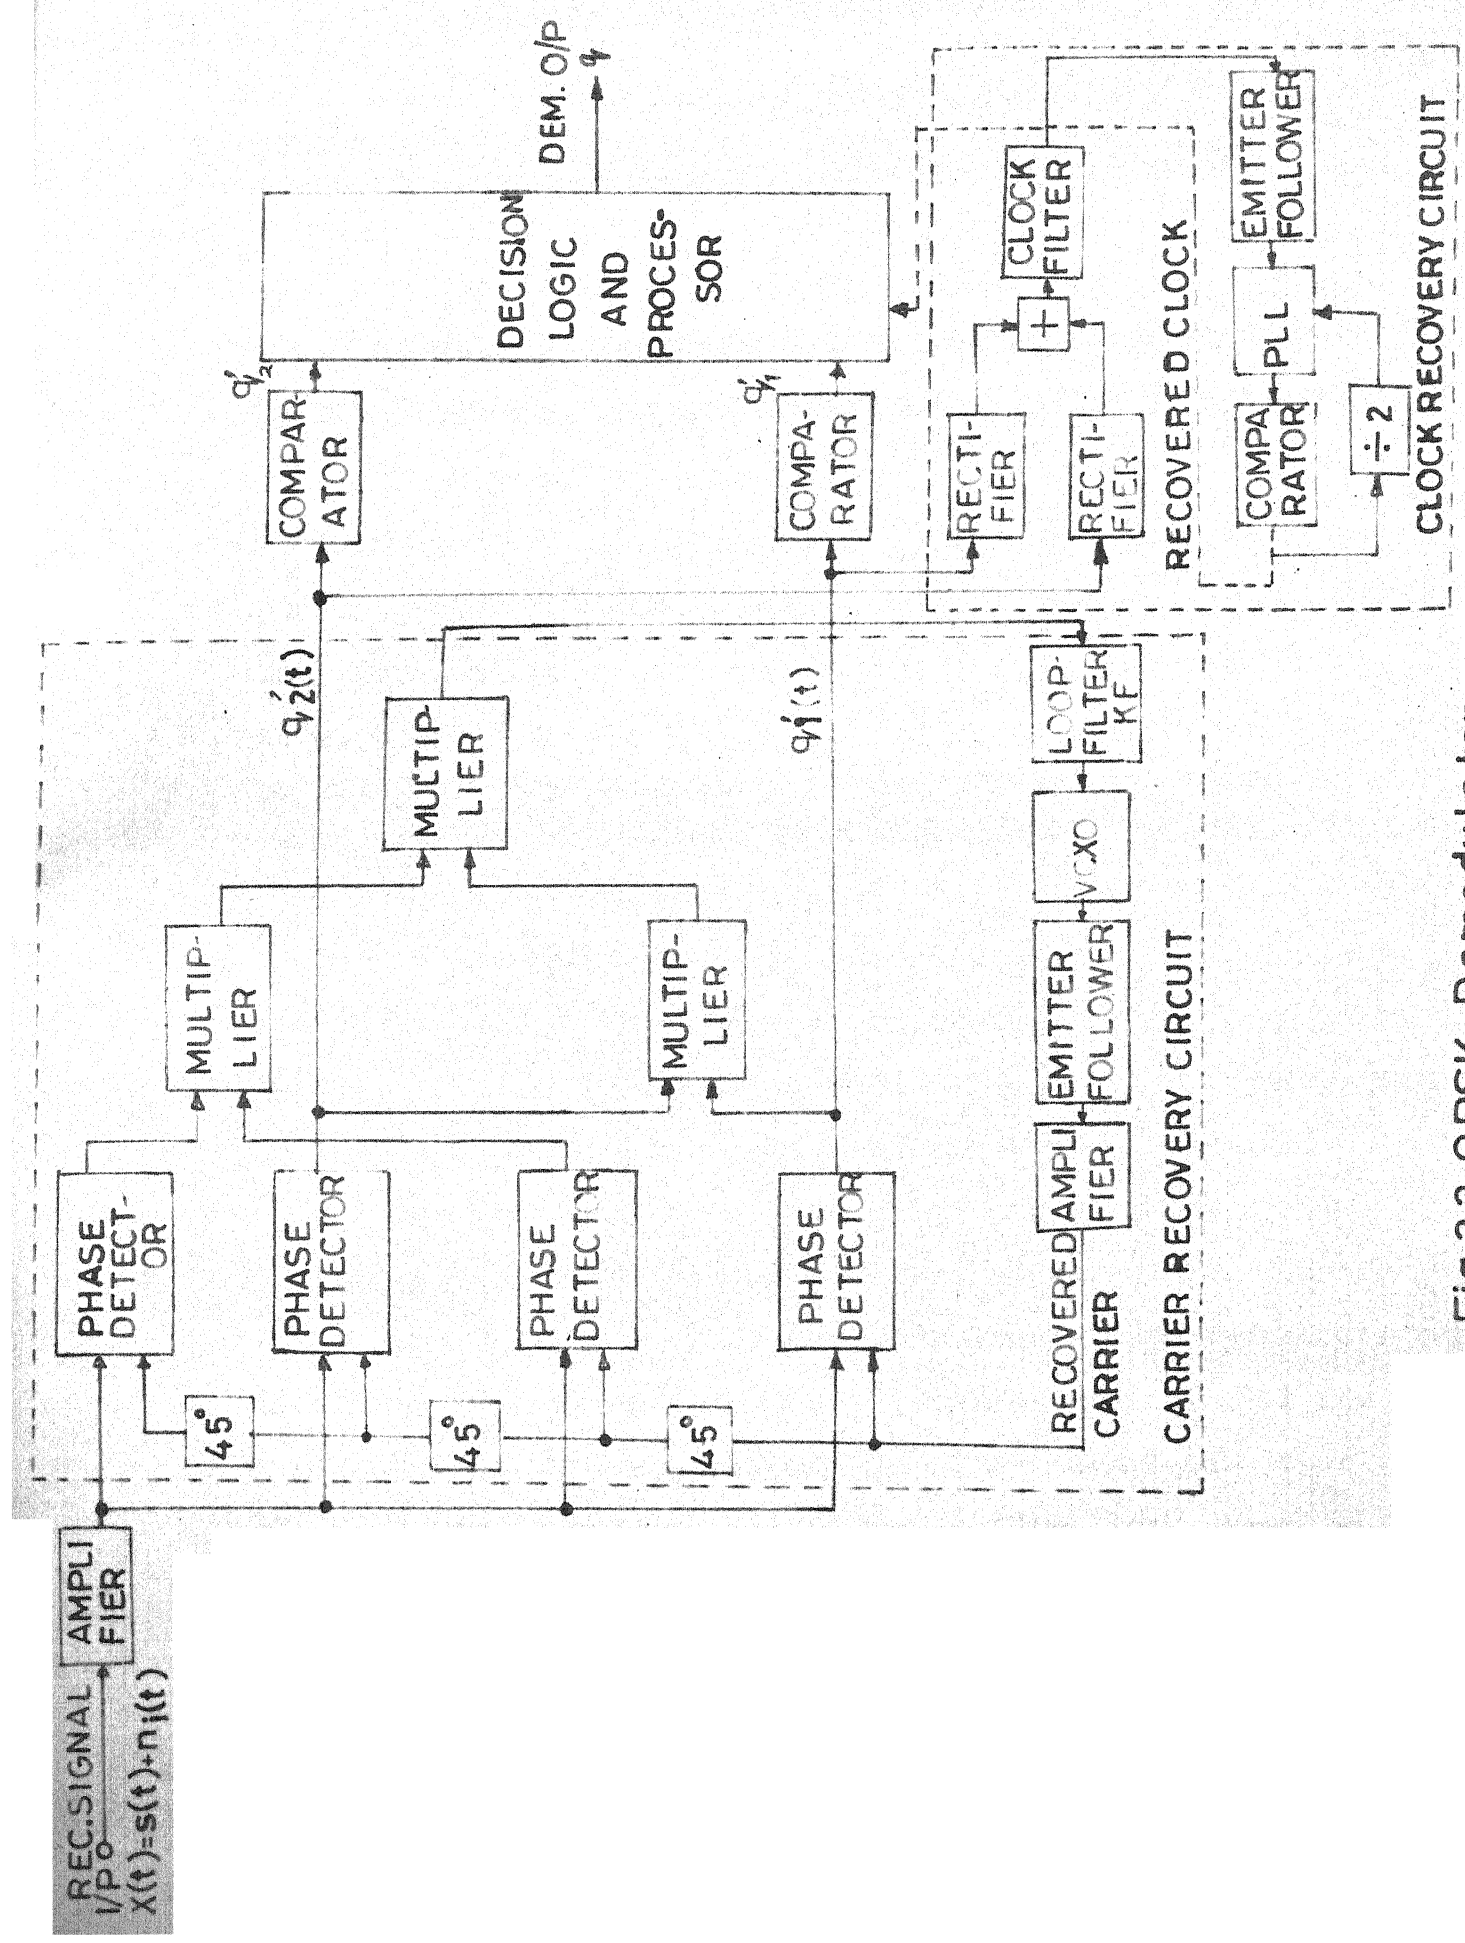 REC.SIGNAL
I/P
X(t)=s(t)+ni(t)
AMPLI
FIER
45°
45°
45°
PHASE
DETECT-
OR
PHASE
DETECTOR
PHASE
DETECTOR
PHASE
DETECTOR
MULTIP-
LIER
MULTIP-
LIER
MULTIP-
LIER
q'2(t)
q'1(t)
RECOVERED
CARRIER
AMPLI
FIER
EMITTER
FOLLOWER
VCXO
LOOP-
FILTER
KF
CARRIER RECOVERY CIRCUIT
COMPAR-
ATOR
q'2
COMPA-
RATOR
q'1
DECISION
LOGIC
AND
PROCES-
SOR
DEM. O/P
q
RECTI-
FIER
RECTI-
FIER
+
CLOCK
FILTER
RECOVERED CLOCK
EMITTER
FOLLOWER
PLL
COMPA
RATOR
÷2
CLOCK RECOVERY CIRCUIT